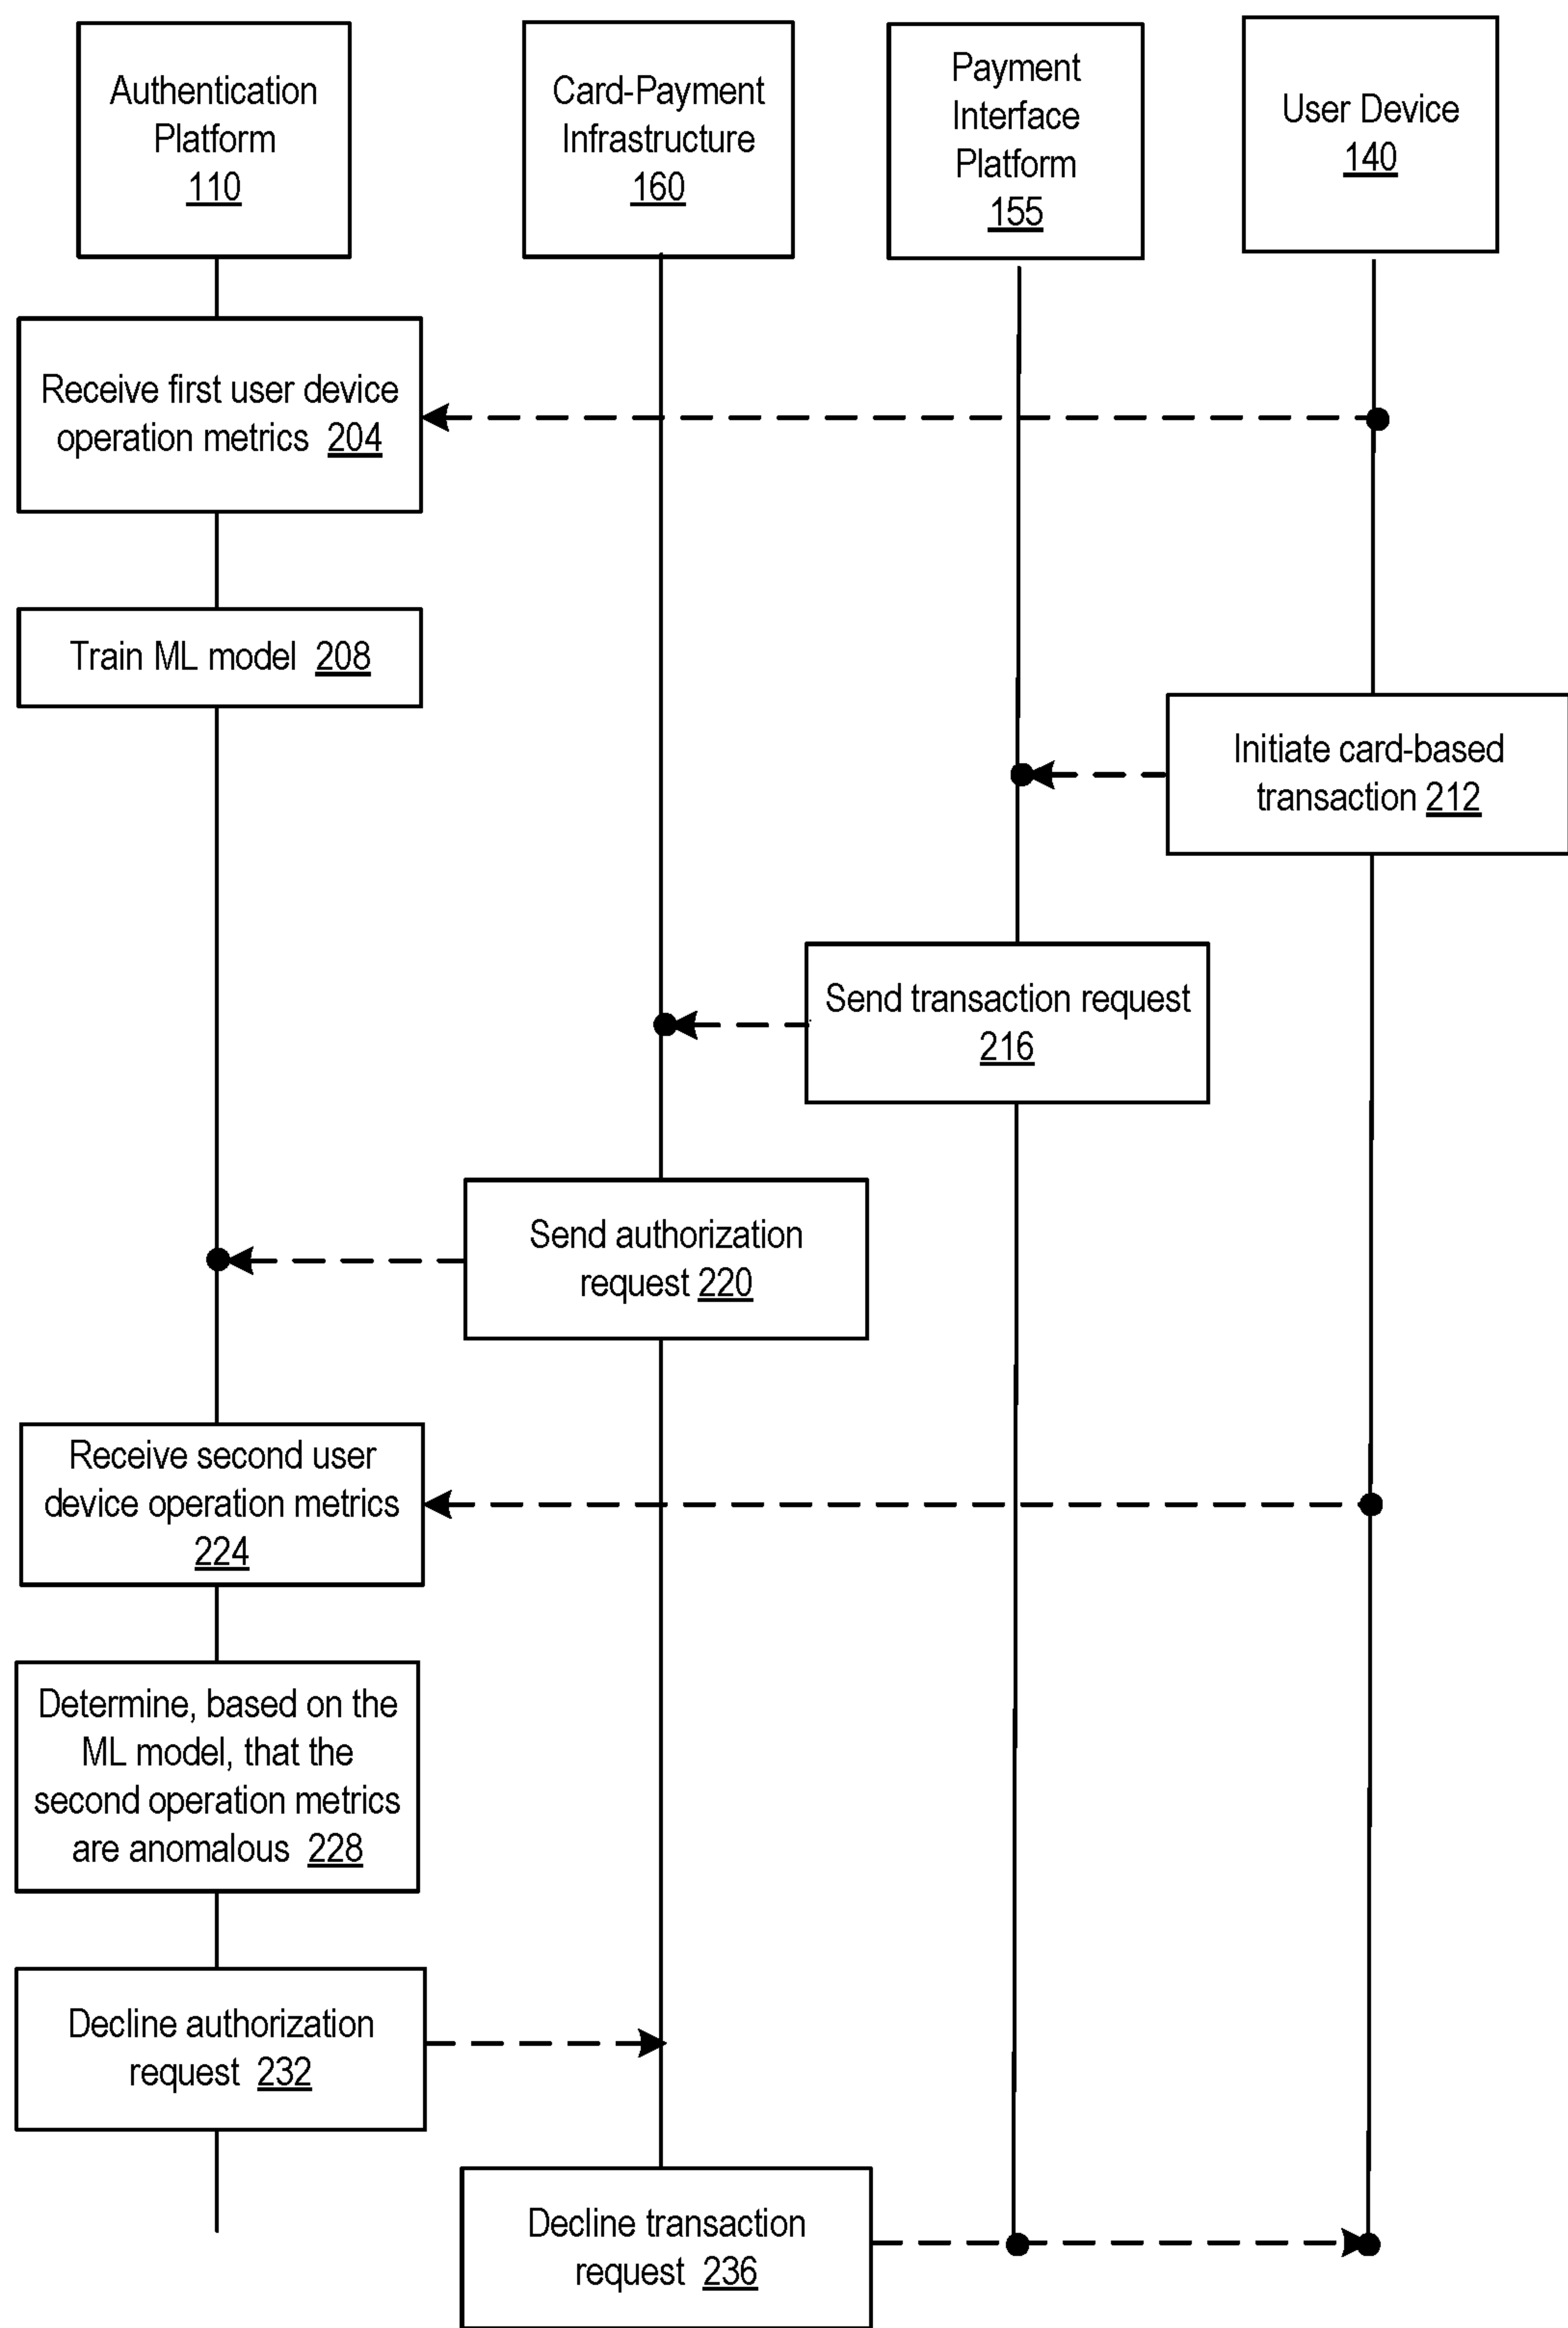 Authentication
Platform
110
Card-Payment
Infrastructure
160
Payment
Interface
Platform
155
User Device
140
Receive first user device
operation metrics 204
Train ML model 208
Initiate card-based
transaction 212
Send transaction request
216
Send authorization
request 220
Receive second user
device operation metrics
224
Determine, based on the
ML model, that the
second operation metrics
are anomalous 228
Decline authorization
request 232
Decline transaction
request 236